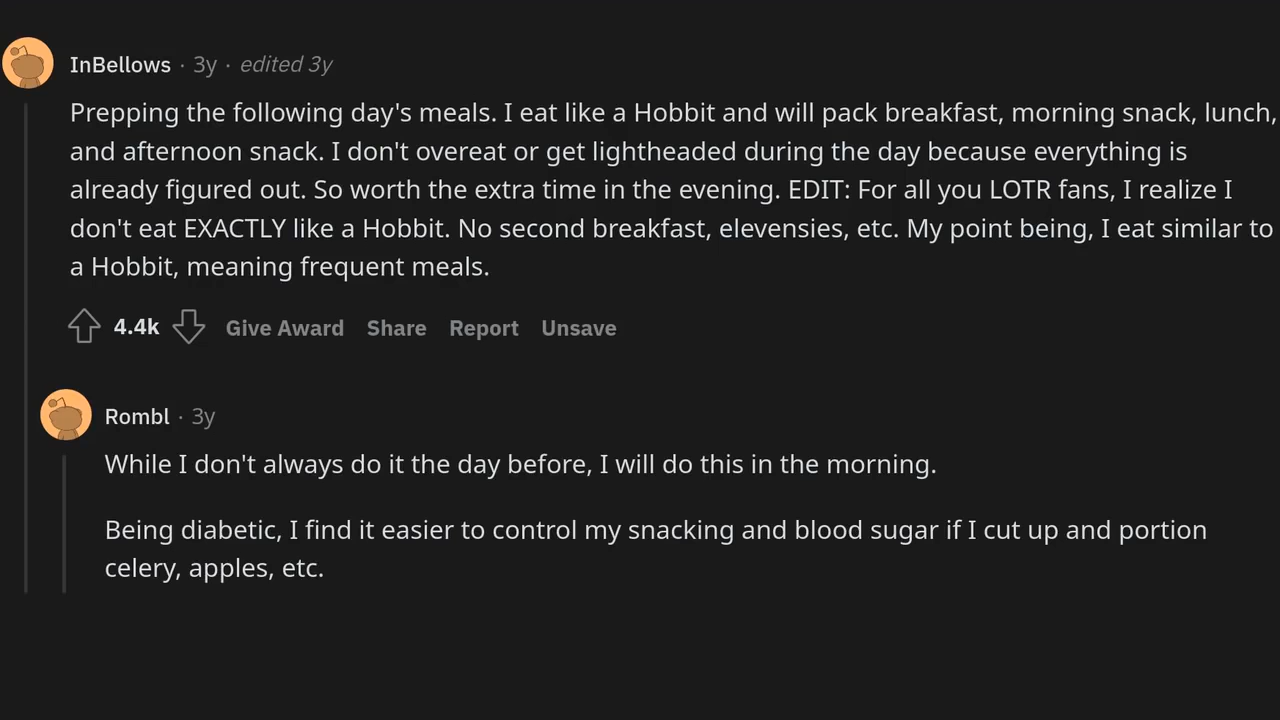 InBellows · 3y · edited 3y
Prepping the following day's meals. I eat like a Hobbit and will pack breakfast, morning snack, lunch,
and afternoon snack. I don't overeat or get lightheaded during the day because everything is
already figured out. So worth the extra time in the evening. EDIT: For all you LOTR fans, I realize I
don't eat EXACTLY like a Hobbit. No second breakfast, elevensies, etc. My point being, I eat similar to
a Hobbit, meaning frequent meals.
4.4k Give Award Share Report Unsave
Rombl · 3y
While I don't always do it the day before, I will do this in the morning.
Being diabetic, I find it easier to control my snacking and blood sugar if I cut up and portion
celery, apples, etc.